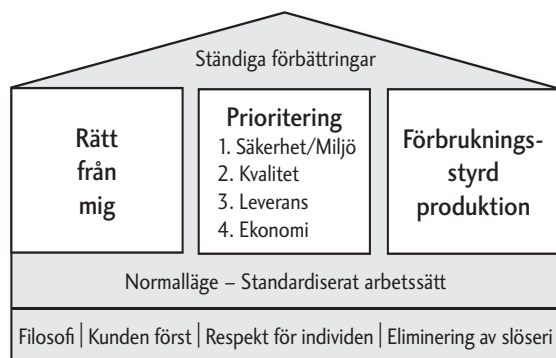 Ständiga förbättringar
Rätt
från
mig
Prioritering
1. Säkerhet/Miljö
2. Kvalitet
3. Leverans
4. Ekonomi
Förbruknings-
styrd
produktion
Normalläge – Standardiserat arbetssätt
Filosofi | Kunden först | Respekt för individen | Eliminering av slöseri